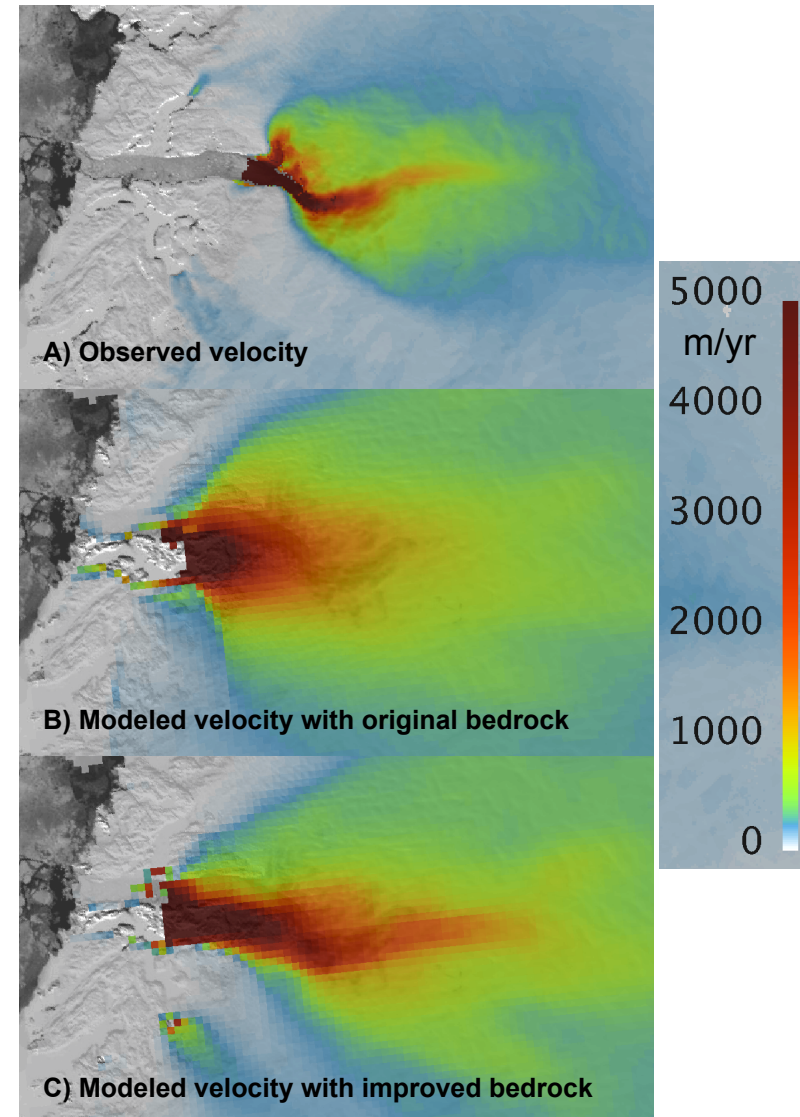 A) Observed velocity
5000
m/yr
4000
B) Modeled velocity with original bedrock
3000
2000
1000
0
C) Modeled velocity with improved bedrock